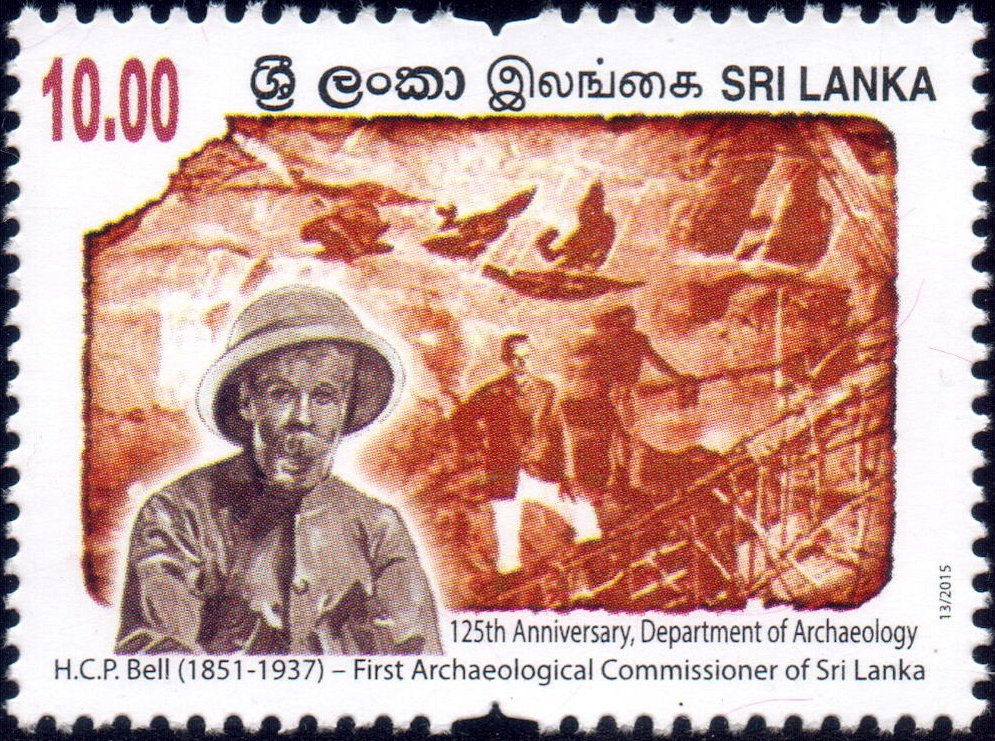 10.00
ශ්‍රී ලංකා இலங்கை SRI LANKA
13/2015
125th Anniversary, Department of Archaeology
H.C.P. Bell (1851-1937) – First Archaeological Commissioner of Sri Lanka